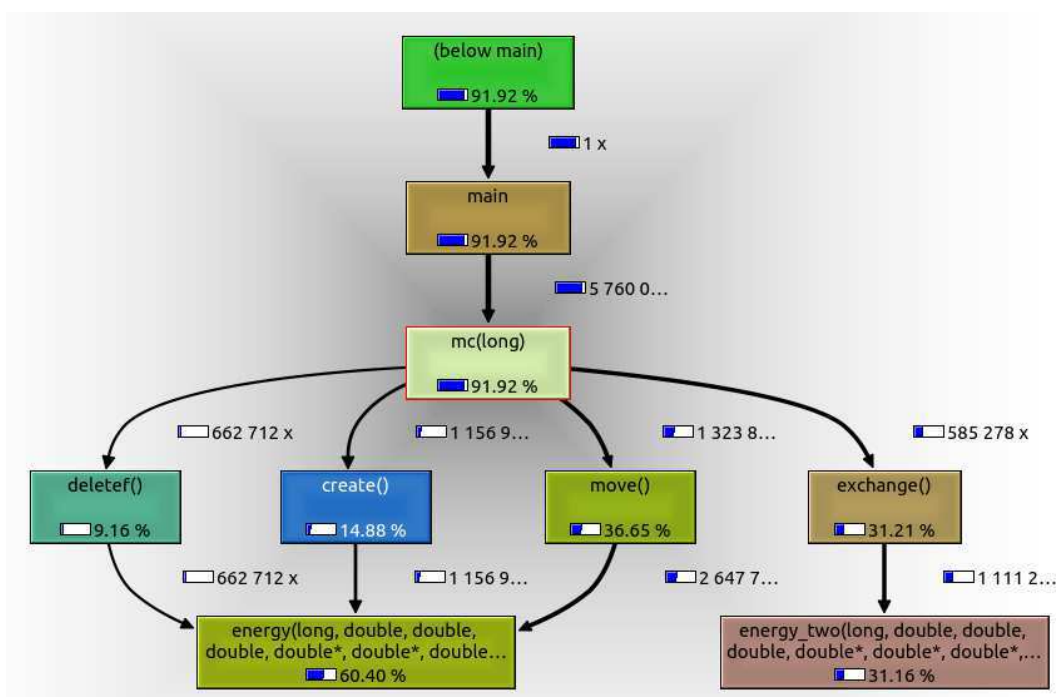 (below main)
91.92 %
1 x
main
91.92 %
5 760 0...
mc(long)
91.92 %
662 712 x
1 156 9...
1 323 8...
585 278 x
deletef()
9.16 %
create()
14.88 %
move()
36.65 %
exchange()
31.21 %
662 712 x
1 156 9...
2 647 7...
1 111 2...
energy(long, double, double,
double, double*, double*, double...
60.40 %
energy_two(long, double, double,
double, double*, double*, double*,...
31.16 %